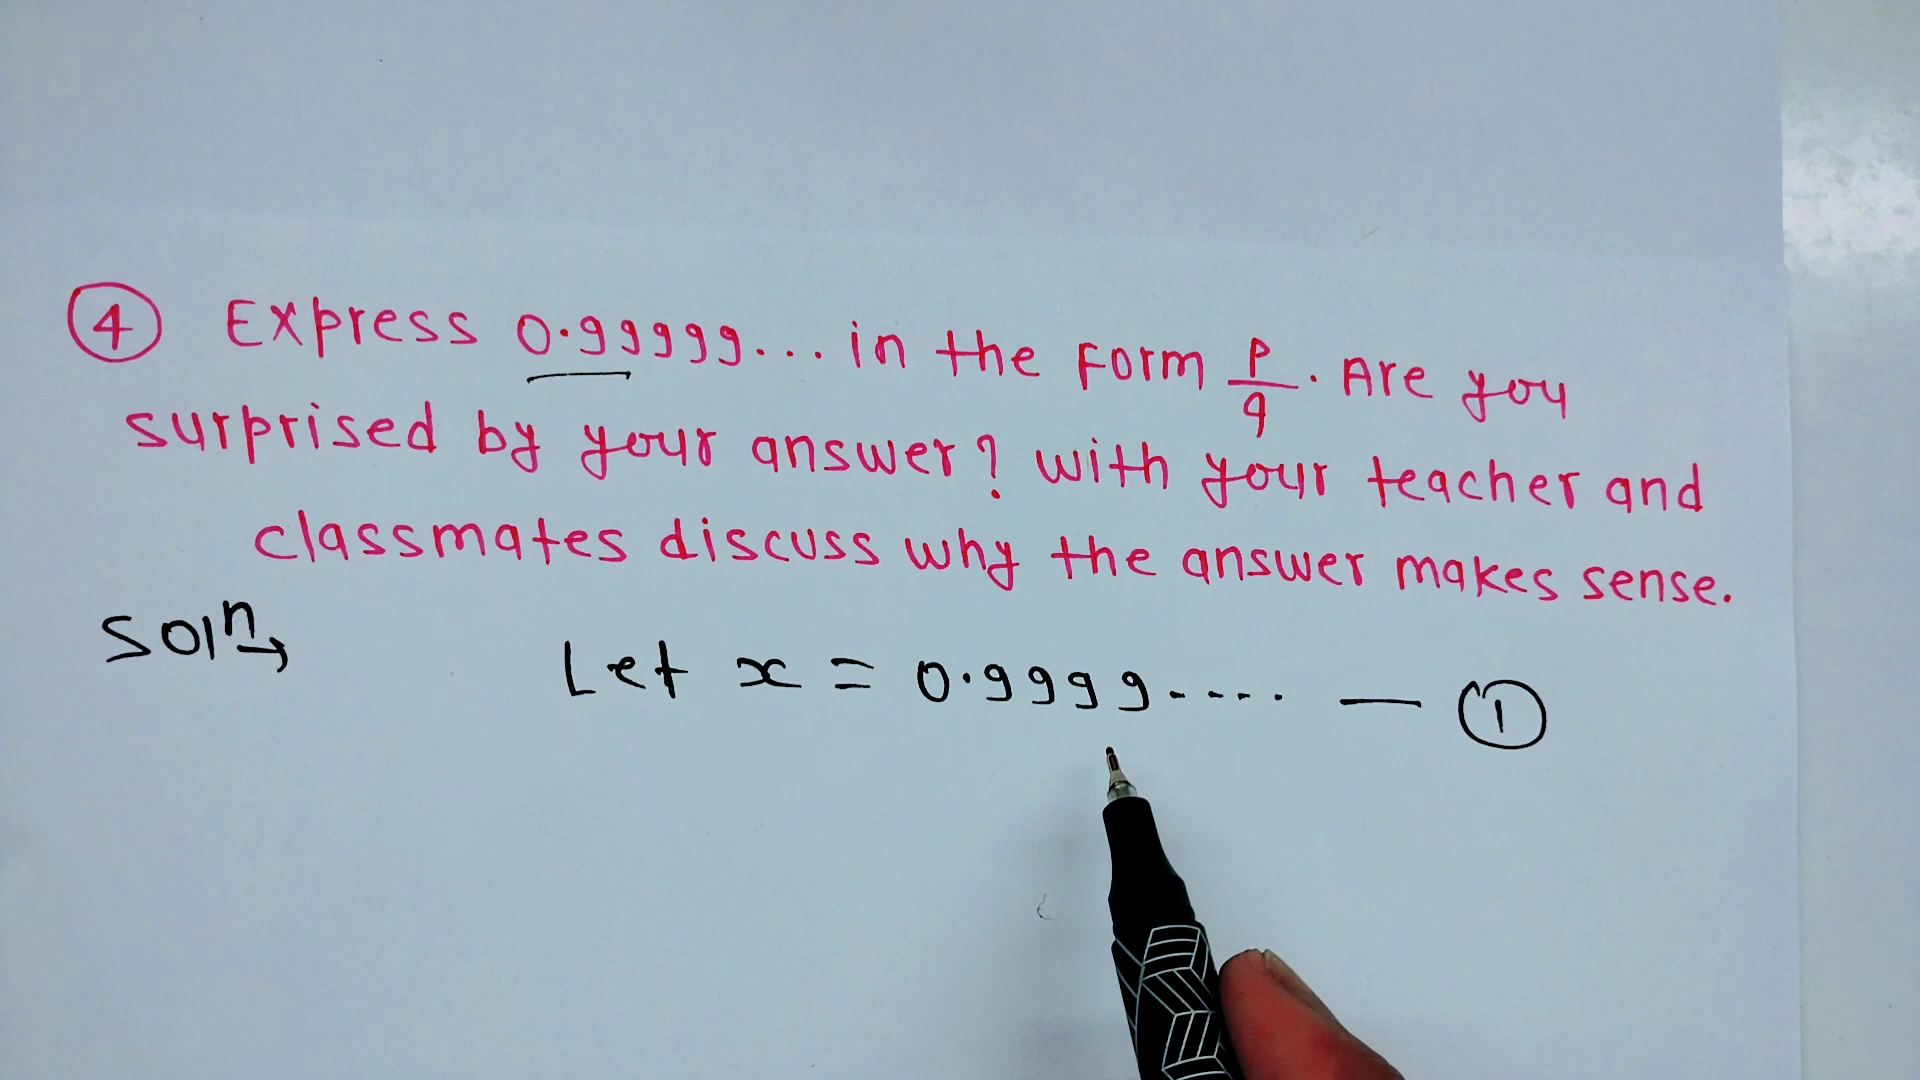 ④ Express 0.99999... in the form p/q. Are you
surprised by your answer? with your teacher and
classmates discuss why the answer makes sense.
Solⁿ→ Let x = 0.9999.... — ①